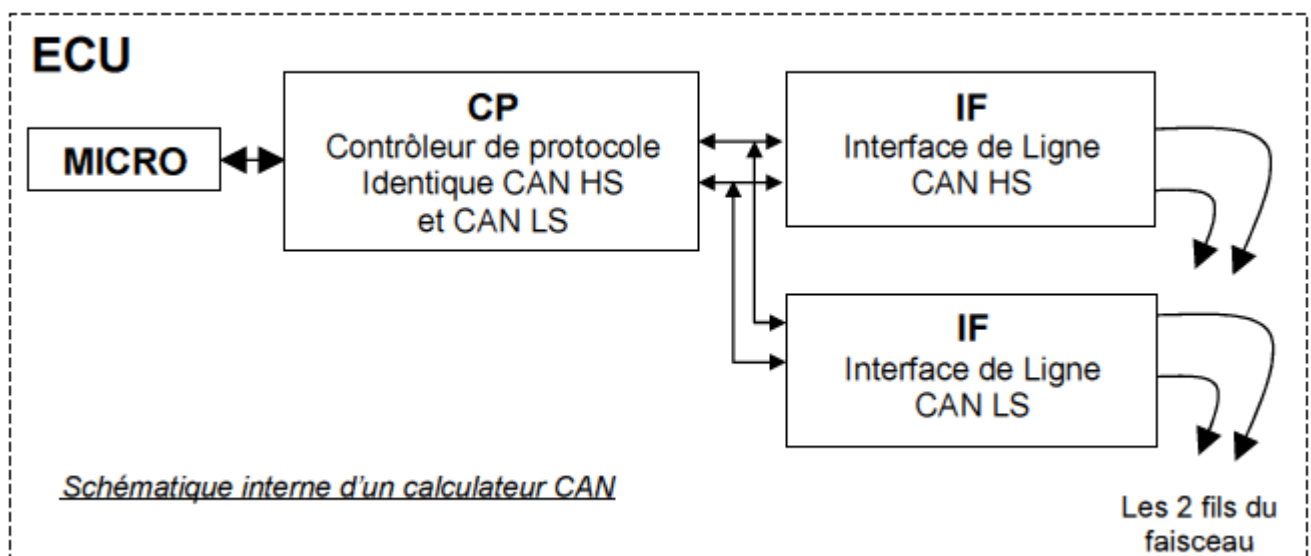 ECU
MICRO
CP
Contrôleur de protocole
Identique CAN HS
et CAN LS
IF
Interface de Ligne
CAN HS
IF
Interface de Ligne
CAN LS
Schématique interne d'un calculateur CAN
Les 2 fils du
faisceau